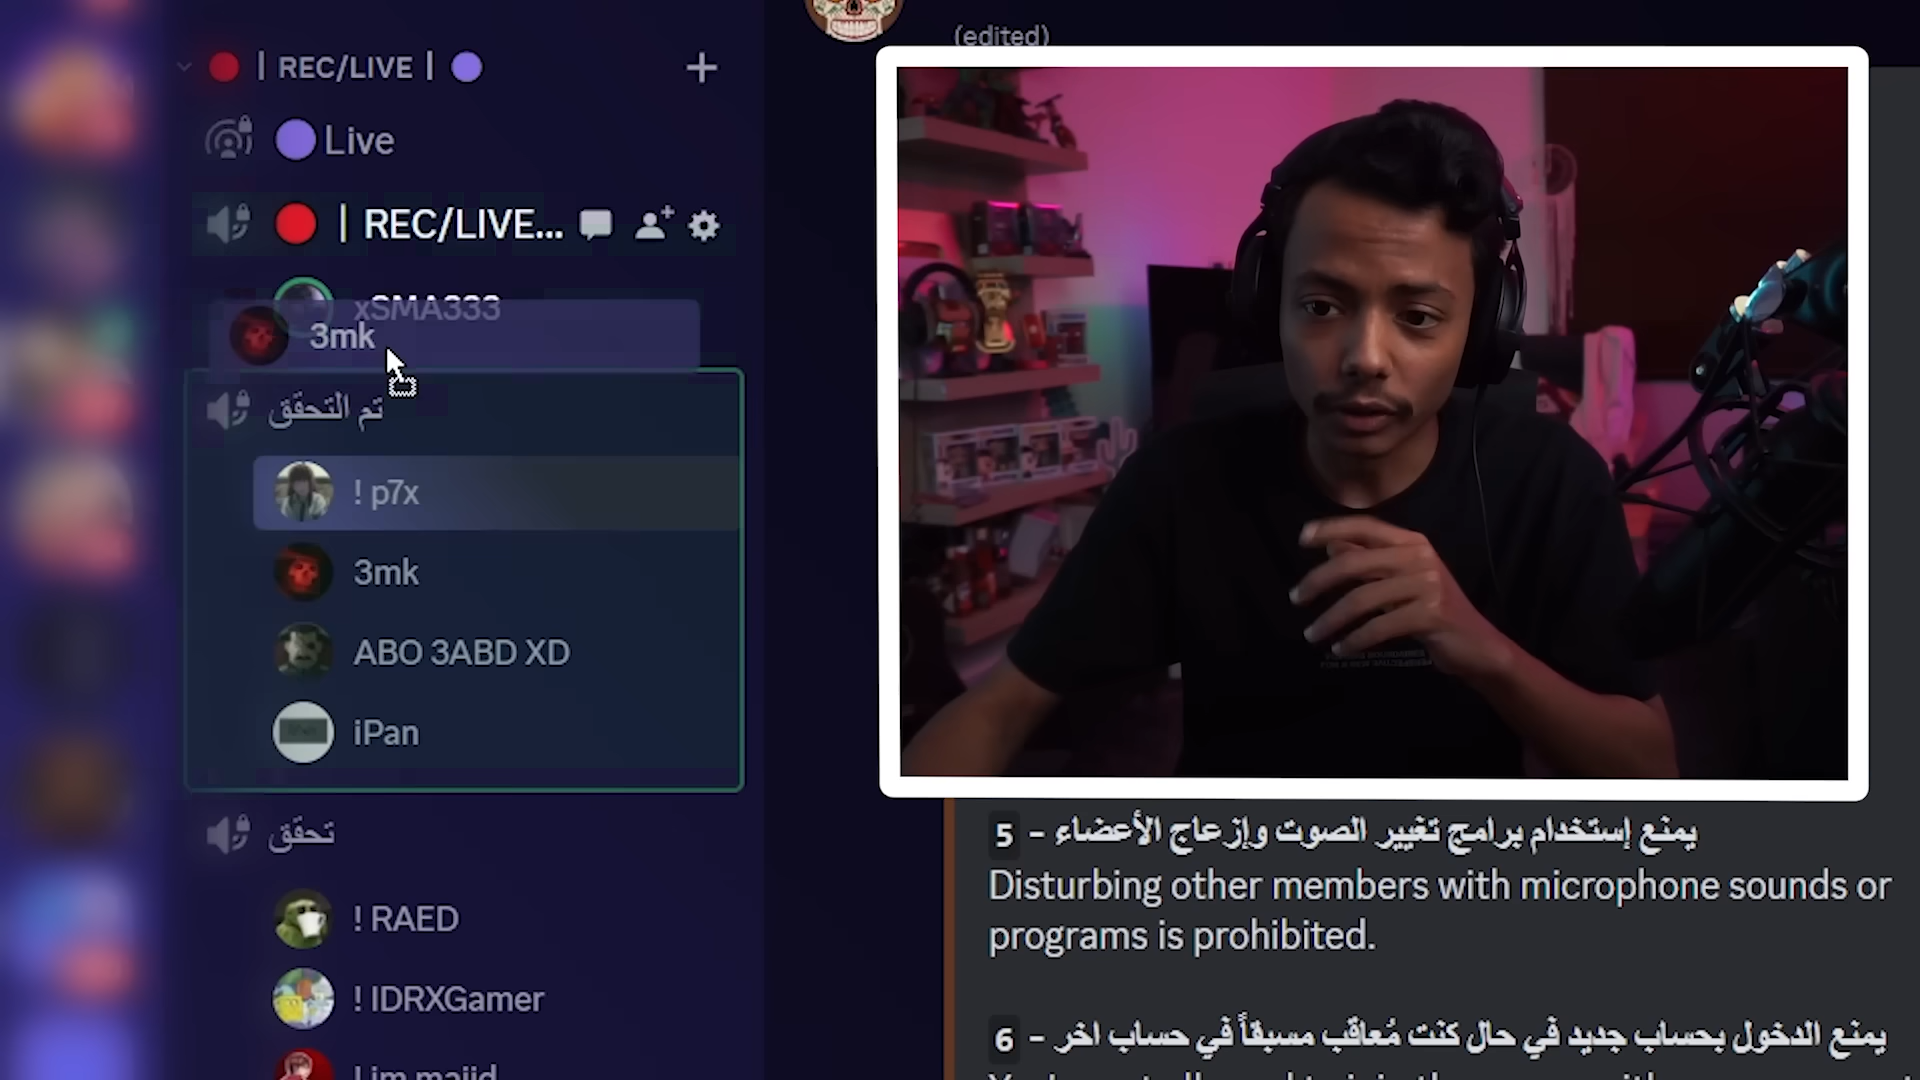 (edited)
| REC/LIVE |
Live
| REC/LIVE...
xSMA333
3mk
تم التحقق
! p7x
3mk
ABO 3ABD XD
iPan
تحقق
! RAED
! IDRXGamer
! im majid
5 - يمنع إستخدام برامج تغيير الصوت وإزعاج الأعضاء
Disturbing other members with microphone sounds or
programs is prohibited.
6 - يمنع الدخول بحساب جديد في حال كنت مُعاقب مسبقاً في حساب اخر